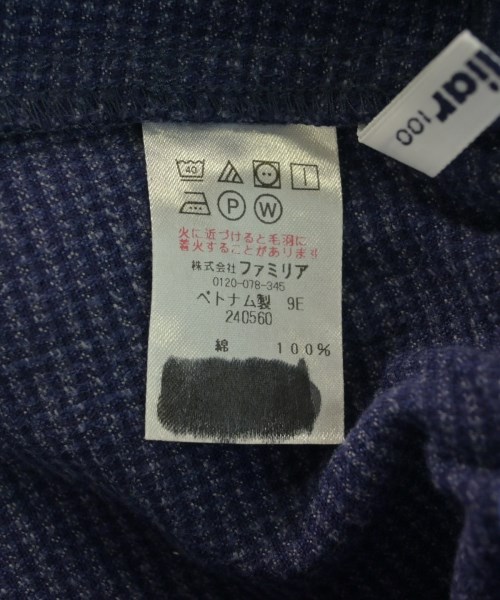 liar100
40
P W
火に近づけると毛羽に
着火することがあります
株式会社 ファミリア
0120-078-345
ベトナム製 9E
240560
綿 100%